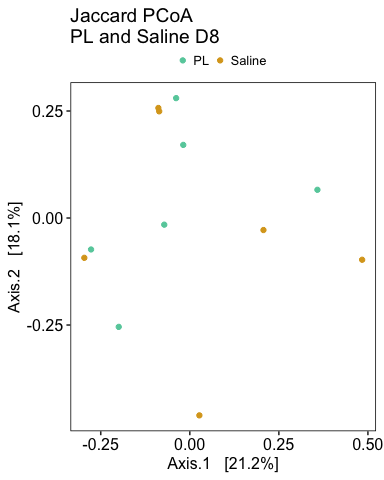 Jaccard PCoA
PL and Saline D8
PL Saline
0.25
0.00
-0.25
Axis.2 [18.1%]
-0.25 0.00 0.25 0.50
Axis.1 [21.2%]